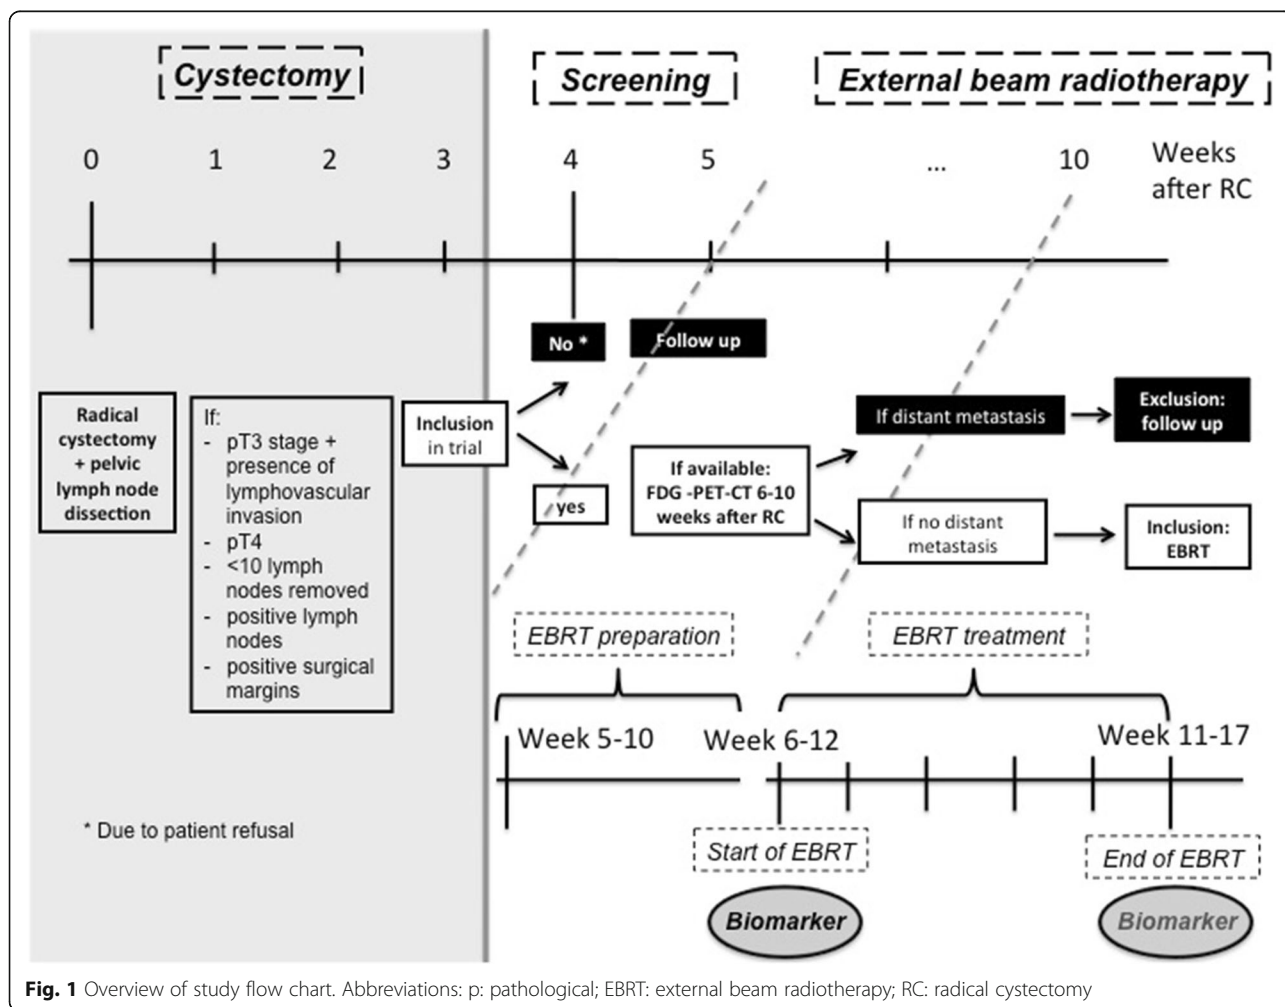 Cystectomy
Screening
External beam radiotherapy
0 1 2 3 4 5 ... 10 Weeks
after RC
No *
Follow up
Radical
cystectomy
+ pelvic
lymph node
dissection
If:
- pT3 stage +
presence of
lymphovascular
invasion
- pT4
- <10 lymph
nodes removed
- positive lymph
nodes
- positive surgical
margins
Inclusion
in trial
yes
If available:
FDG -PET-CT 6-10
weeks after RC
If distant metastasis
Exclusion:
follow up
If no distant
metastasis
Inclusion:
EBRT
EBRT preparation
EBRT treatment
Week 5-10
Week 6-12
Week 11-17
* Due to patient refusal
Start of EBRT
End of EBRT
Biomarker
Biomarker
Fig. 1 Overview of study flow chart. Abbreviations: p: pathological; EBRT: external beam radiotherapy; RC: radical cystectomy